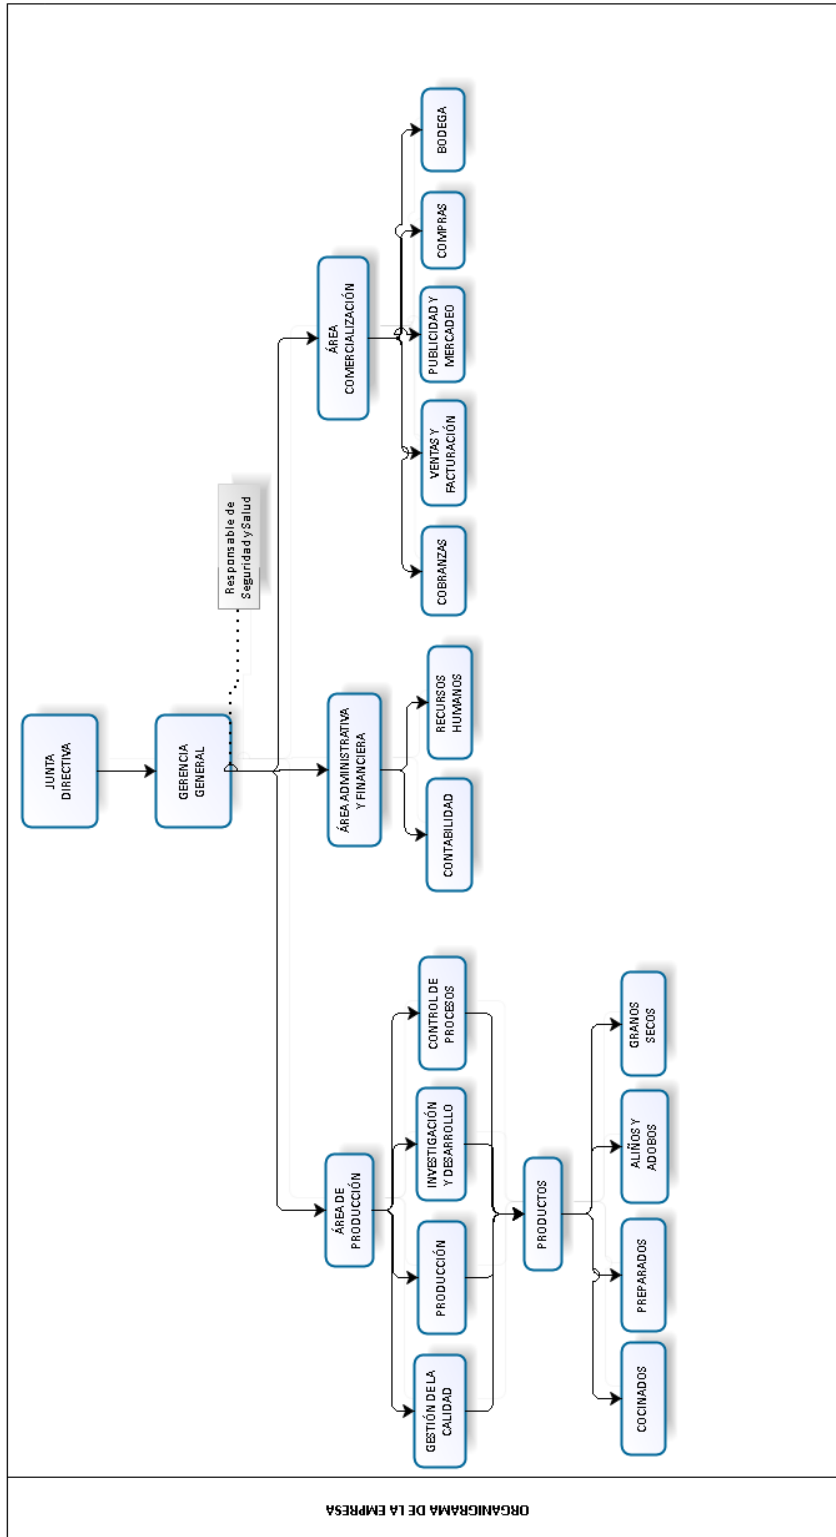 ORGANIGRAMA DE LA EMPRESA
JUNTA
DIRECTIVA
GERENCIA
GENERAL
Responsable de
Seguridad y Salud
ÁREA DE
PRODUCCIÓN
ÁREA ADMINISTRATIVA
Y FINANCIERA
ÁREA
COMERCIALIZACIÓN
GESTIÓN DE LA
CALIDAD
PRODUCCIÓN
INVESTIGACIÓN
Y DESARROLLO
CONTROL DE
PROCESOS
CONTABILIDAD
RECURSOS
HUMANOS
COBRANZAS
VENTAS Y
FACTURACIÓN
PUBLICIDAD Y
MERCADEO
COMPRAS
BODEGA
PRODUCTOS
COCINADOS
PREPARADOS
ALIÑOS Y
ADOBOS
GRANOS
SECOS